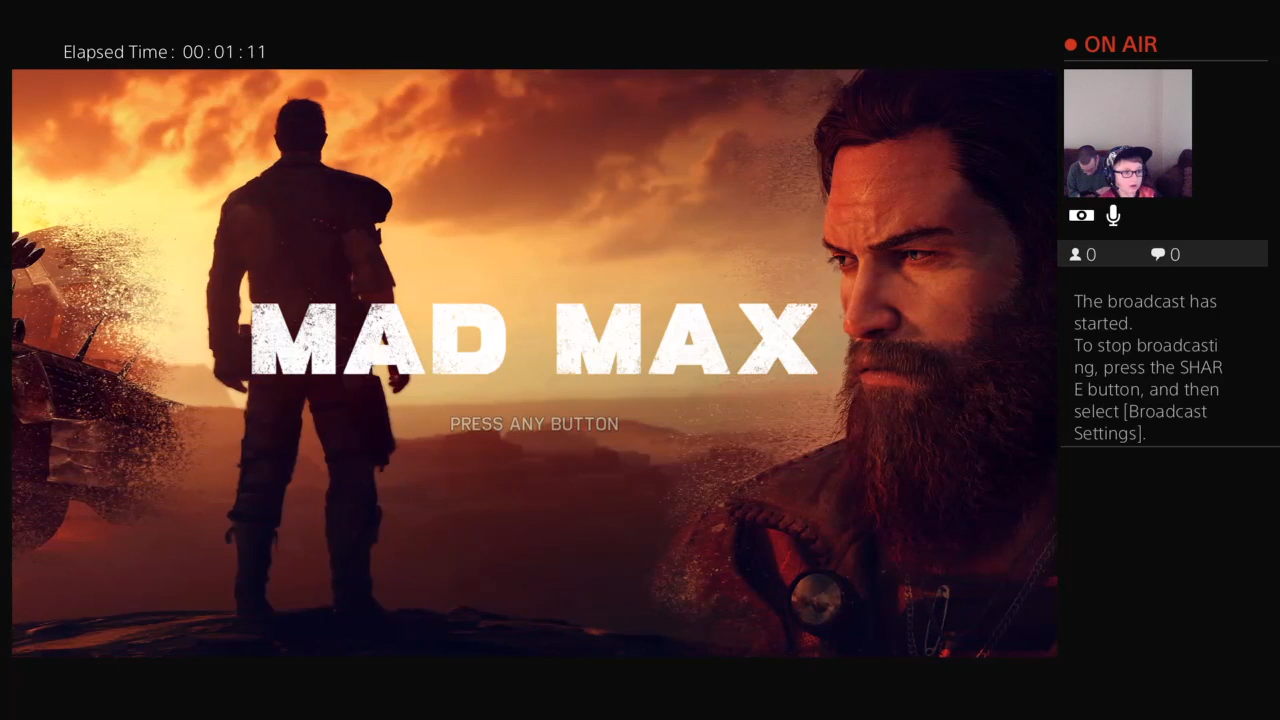 Elapsed Time: 00:01:11
ON AIR
MAD MAX
PRESS ANY BUTTON
0
0
The broadcast has
started.
To stop broadcasti
ng, press the SHAR
E button, and then
select [Broadcast
Settings].